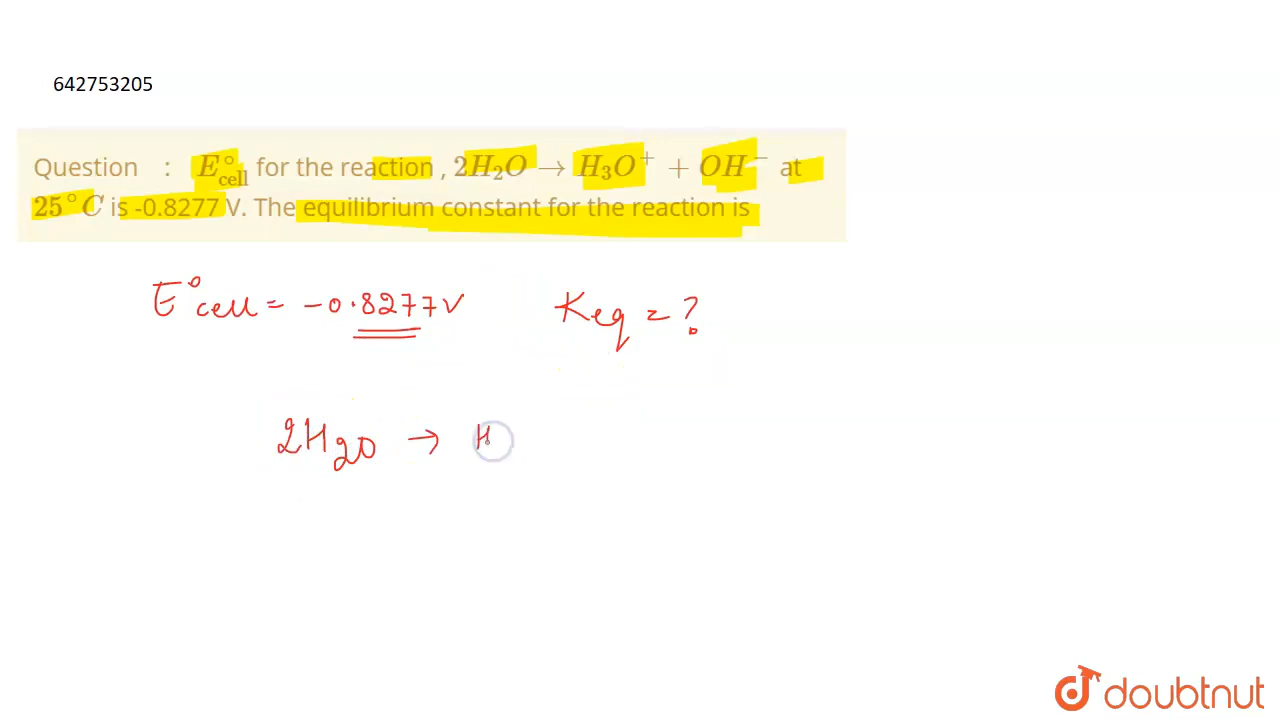 642753205
Question : E°cell for the reaction , 2H₂O → H₃O⁺ + OH⁻ at
25°C is -0.8277 V. The equilibrium constant for the reaction is
E°cell = -0.8277V Keq = ?
2H₂O → H
doubtnut